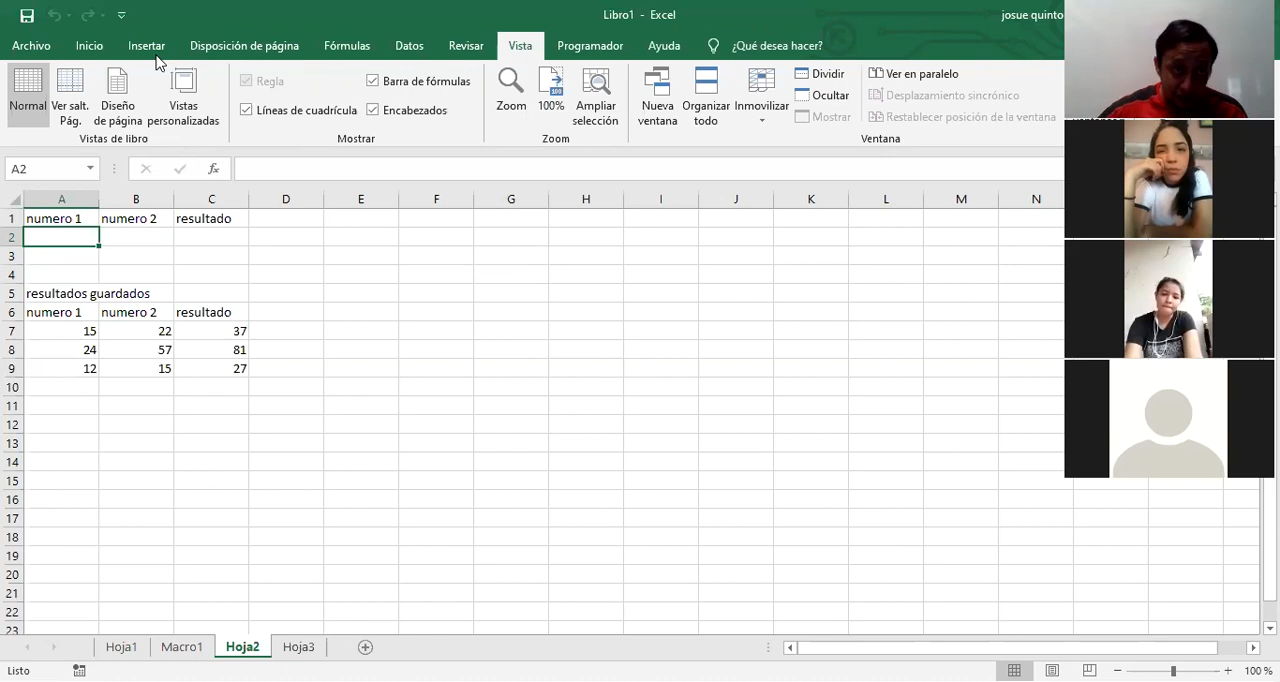 Libro1 - Excel
josue quinto
Archivo Inicio Insertar Disposición de página Fórmulas Datos Revisar Vista Programador Ayuda ¿Qué desea hacer?
Normal
Ver salt. Pág.
Diseño de página
Vistas personalizadas
Vistas de libro
Regla
Líneas de cuadrícula
Barra de fórmulas
Encabezados
Mostrar
Zoom
100%
Ampliar selección
Zoom
Nueva ventana
Organizar todo
Inmovilizar
Dividir
Ocultar
Mostrar
Ver en paralelo
Desplazamiento sincrónico
Restablecer posición de la ventana
Ventana
A2
fx
A B C D E F G H I J K L M N
1 numero 1 numero 2 resultado
2
3
4
5 resultados guardados
6 numero 1 numero 2 resultado
7 15 22 37
8 24 57 81
9 12 15 27
10
11
12
13
14
15
16
17
18
19
20
21
22
23
Hoja1 Macro1 Hoja2 Hoja3
Listo
100 %